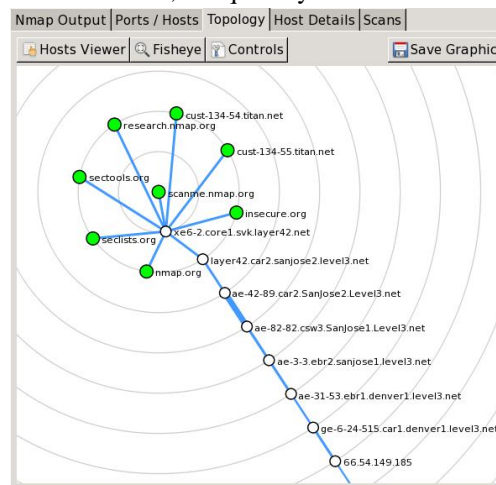 Nmap Output Ports / Hosts Topology Host Details Scans
Hosts Viewer Fisheye Controls Save Graphic
cust-134-54.titan.net
research.nmap.org
cust-134-55.titan.net
sectools.org
scanme.nmap.org
insecure.org
xe6-2.core1.svk.layer42.net
seclists.org
layer42.car2.sanjose2.level3.net
nmap.org
ae-42-89.car2.SanJose2.Level3.net
ae-82-82.csw3.SanJose1.Level3.net
ae-3-3.ebr2.sanjose1.level3.net
ae-31-53.ebr1.denver1.level3.net
ge-6-24-515.car1.denver1.level3.net
66.54.149.185